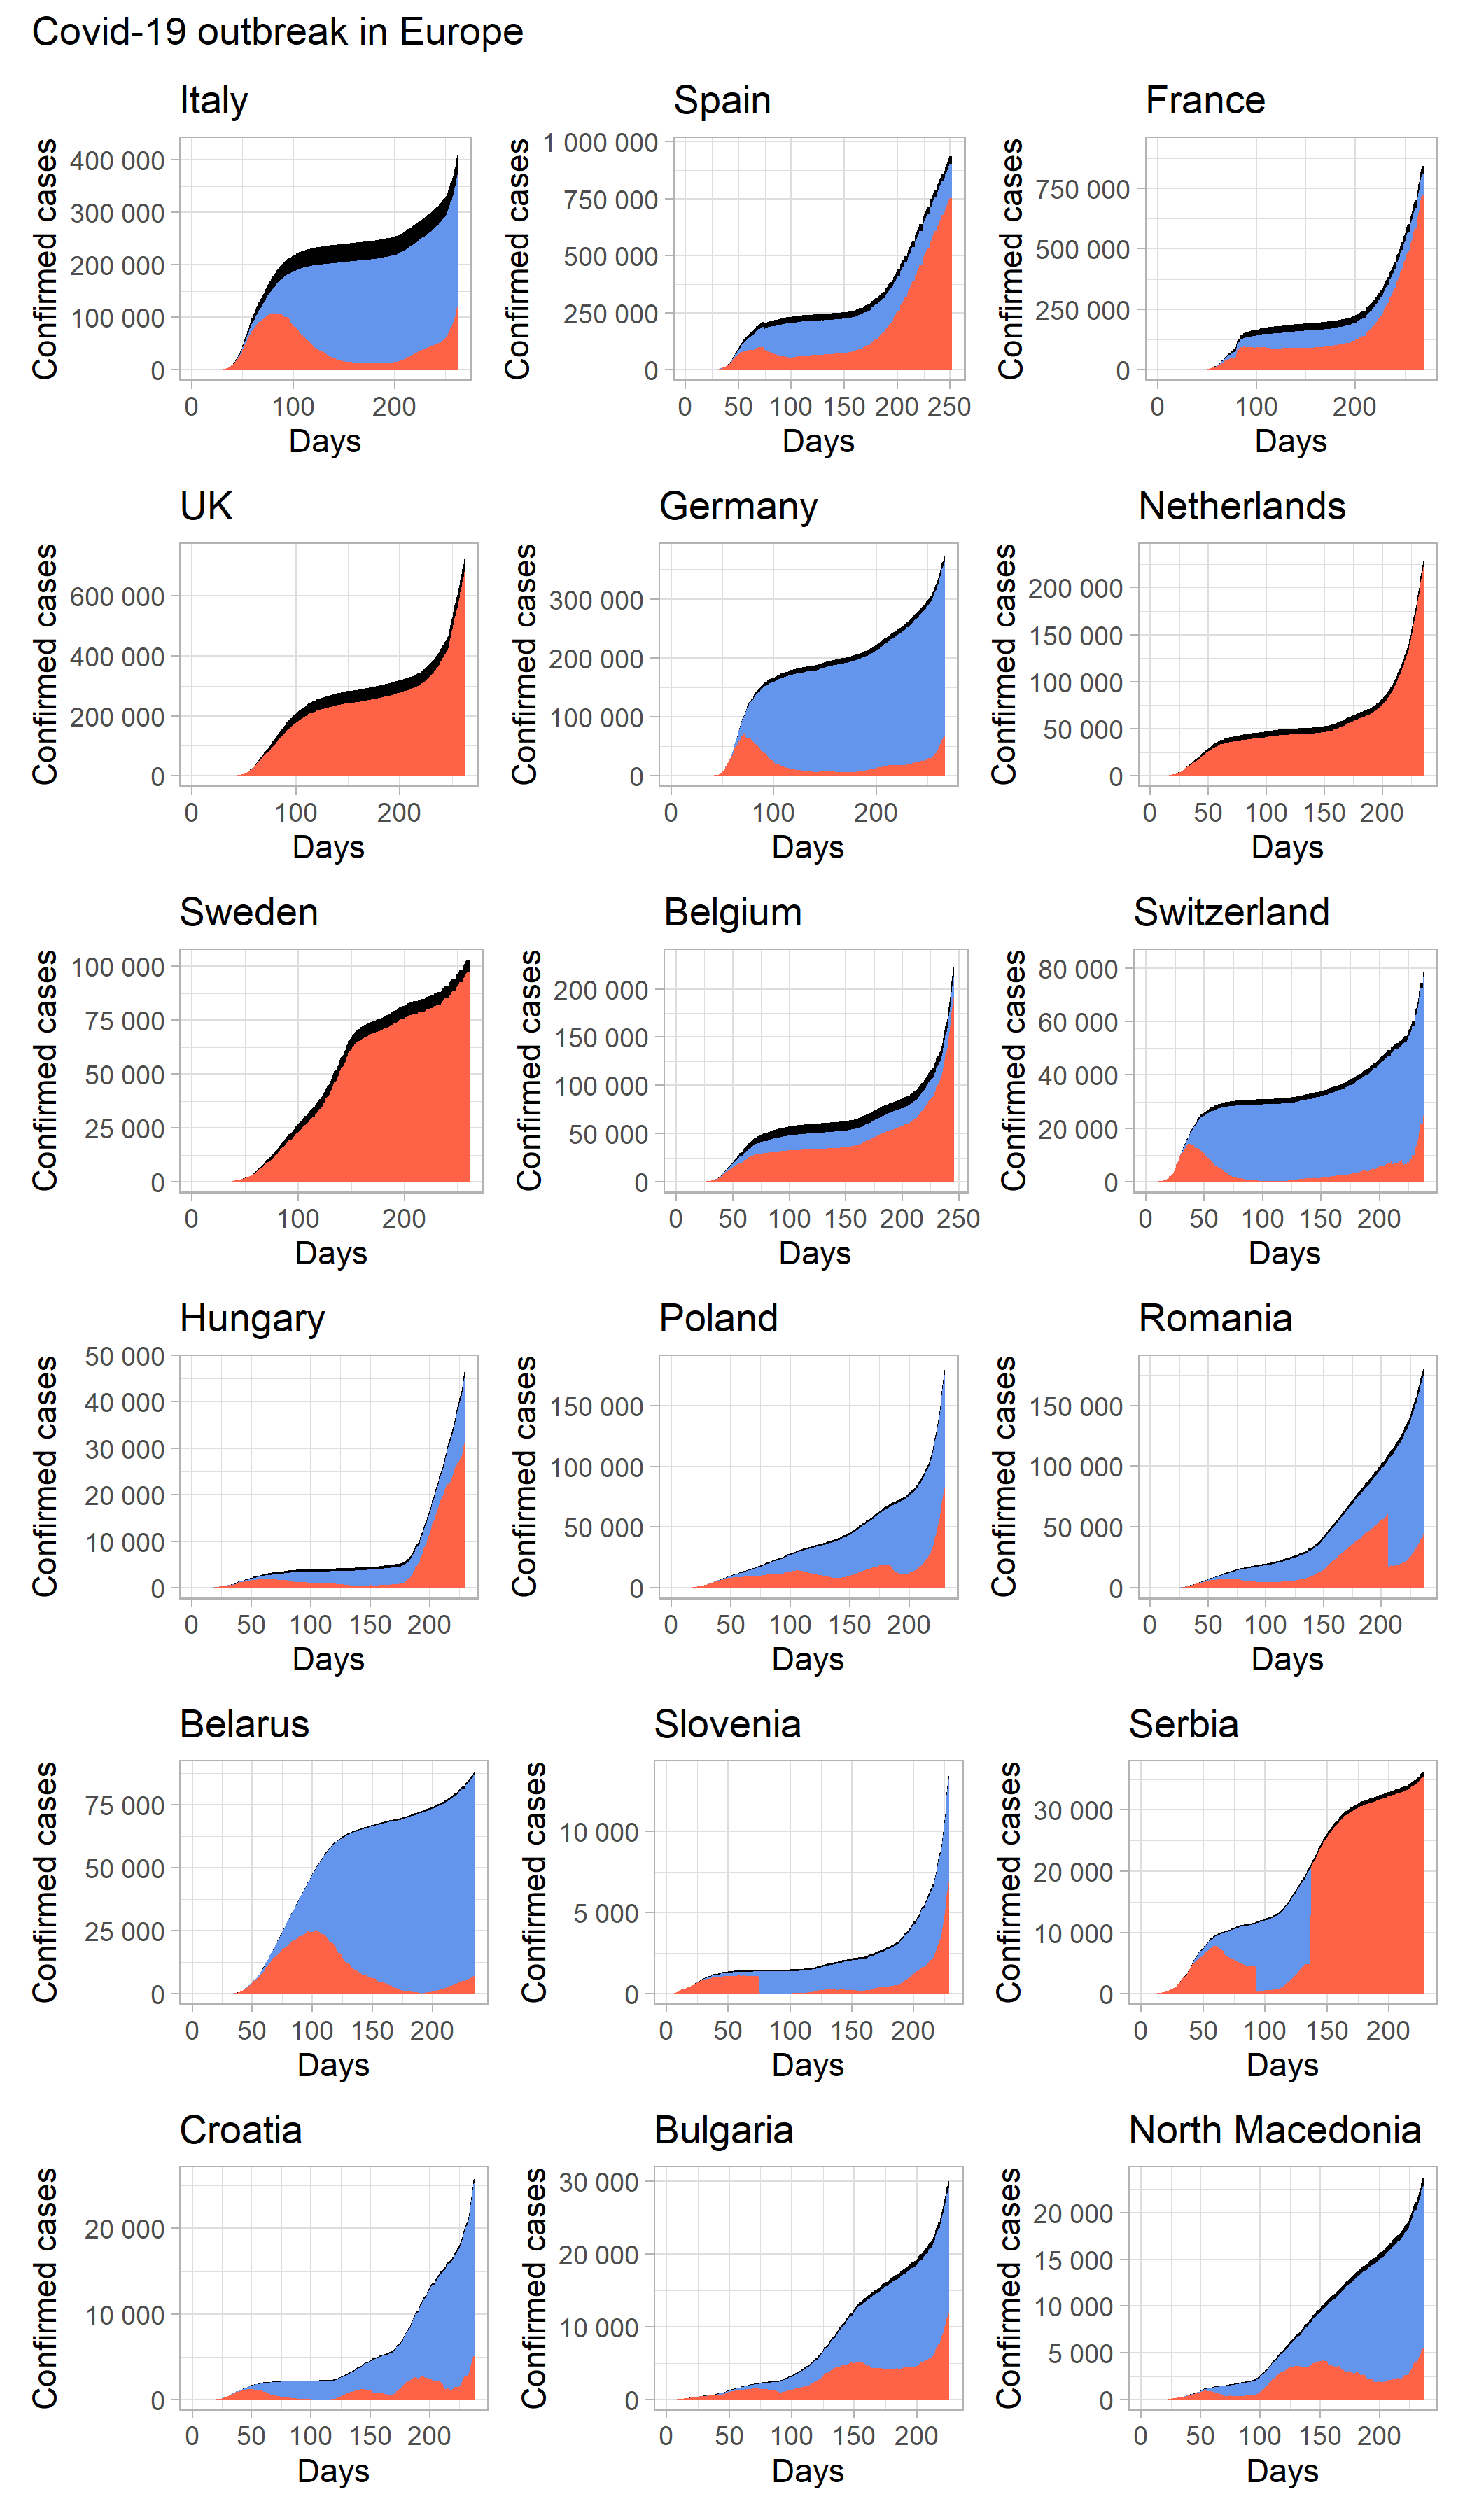 Covid-19 outbreak in Europe
Italy
Confirmed cases
400 000
300 000
200 000
100 000
0
0 100 200
Days
Spain
Confirmed cases
1 000 000
750 000
500 000
250 000
0
0 50 100 150 200 250
Days
France
Confirmed cases
750 000
500 000
250 000
0
0 100 200
Days
UK
Confirmed cases
600 000
400 000
200 000
0
0 100 200
Days
Germany
Confirmed cases
300 000
200 000
100 000
0
0 100 200
Days
Netherlands
Confirmed cases
200 000
150 000
100 000
50 000
0
0 50 100 150 200
Days
Sweden
Confirmed cases
100 000
75 000
50 000
25 000
0
0 100 200
Days
Belgium
Confirmed cases
200 000
150 000
100 000
50 000
0
0 50 100 150 200 250
Days
Switzerland
Confirmed cases
80 000
60 000
40 000
20 000
0
0 50 100 150 200
Days
Hungary
Confirmed cases
50 000
40 000
30 000
20 000
10 000
0
0 50 100 150 200
Days
Poland
Confirmed cases
150 000
100 000
50 000
0
0 50 100 150 200
Days
Romania
Confirmed cases
150 000
100 000
50 000
0
0 50 100 150 200
Days
Belarus
Confirmed cases
75 000
50 000
25 000
0
0 50 100 150 200
Days
Slovenia
Confirmed cases
10 000
5 000
0
0 50 100 150 200
Days
Serbia
Confirmed cases
30 000
20 000
10 000
0
0 50 100 150 200
Days
Croatia
Confirmed cases
20 000
10 000
0
0 50 100 150 200
Days
Bulgaria
Confirmed cases
30 000
20 000
10 000
0
0 50 100 150 200
Days
North Macedonia
Confirmed cases
20 000
15 000
10 000
5 000
0
0 50 100 150 200
Days